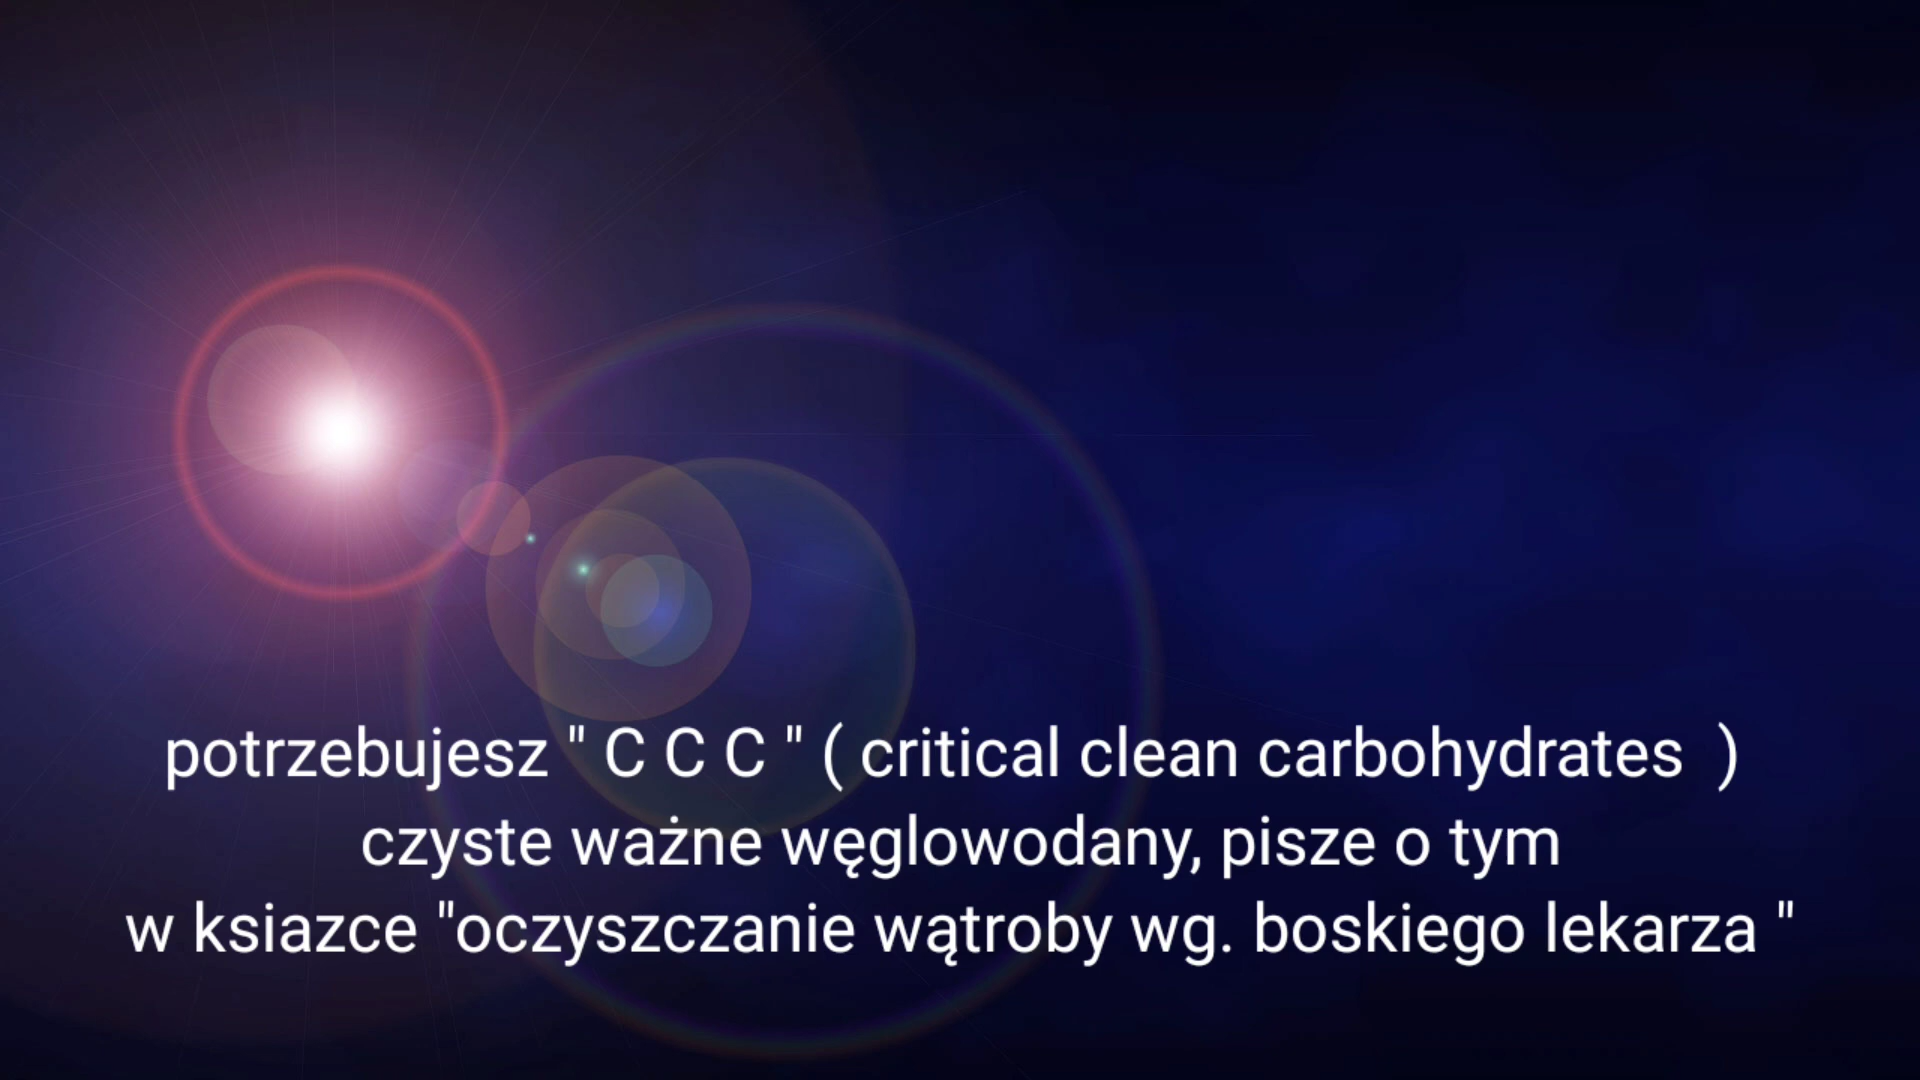 potrzebujesz " C C C " ( critical clean carbohydrates  )
czyste ważne węglowodany, pisze o tym
w ksiazce "oczyszczanie wątroby wg. boskiego lekarza "